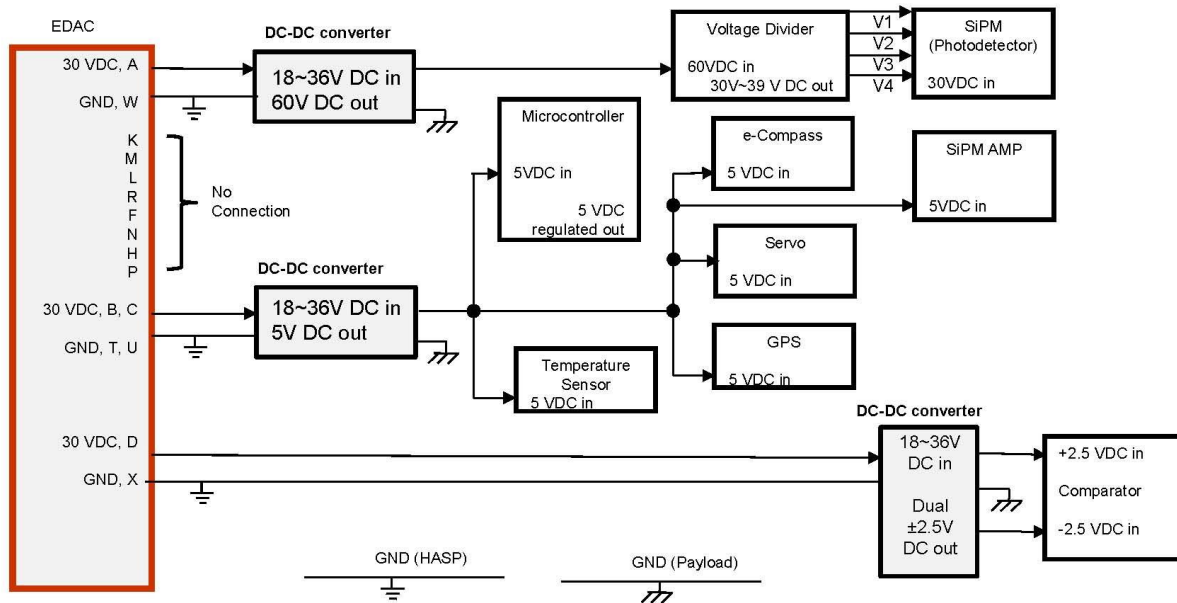 EDAC
30 VDC, A
GND, W
K
M
L
R
F
N
H
P
No
Connection
30 VDC, B, C
GND, T, U
30 VDC, D
GND, X
DC-DC converter
18~36V DC in
60V DC out
DC-DC converter
18~36V DC in
5V DC out
Microcontroller
5VDC in
5 VDC
regulated out
Temperature
Sensor
5 VDC in
Voltage Divider
60VDC in
30V~39 V DC out
V1
V2
V3
V4
SiPM
(Photodetector)
30VDC in
e-Compass
5 VDC in
SiPM AMP
5VDC in
Servo
5 VDC in
GPS
5 VDC in
DC-DC converter
18~36V
DC in
Dual
±2.5V
DC out
+2.5 VDC in
Comparator
-2.5 VDC in
GND (HASP)
GND (Payload)